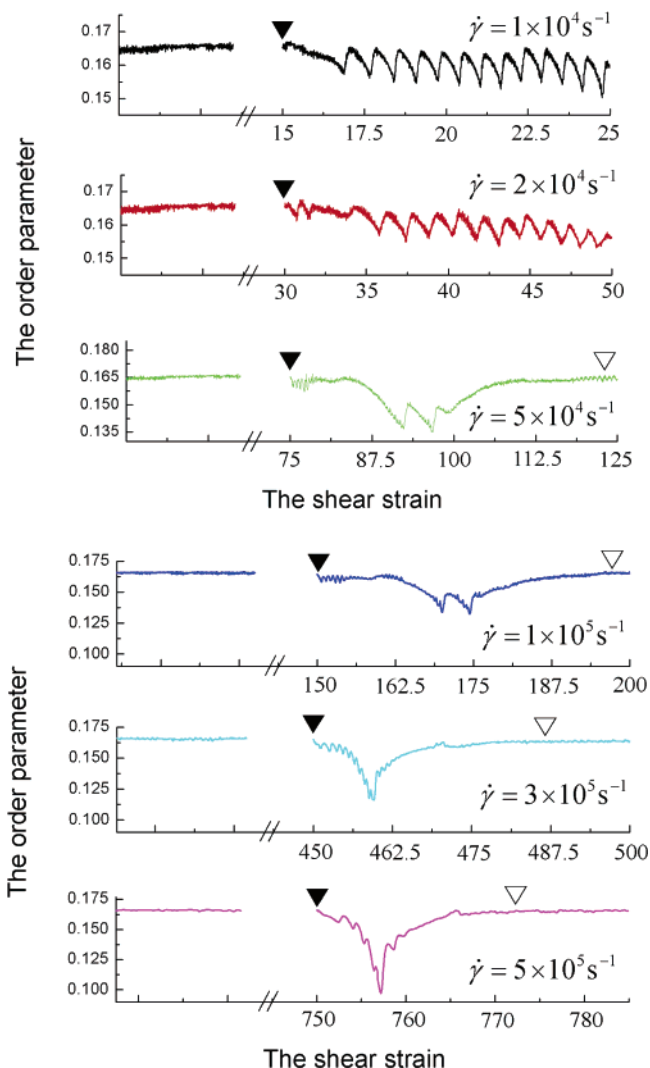 γ̇ = 1×10⁴s⁻¹
0.17
0.16
0.15
15 17.5 20 22.5 25
γ̇ = 2×10⁴s⁻¹
0.17
0.16
0.15
30 35 40 45 50
γ̇ = 5×10⁴s⁻¹
0.180
0.165
0.150
0.135
75 87.5 100 112.5 125
The order parameter
The shear strain
0.175
0.150
0.125
0.100
γ̇ = 1×10⁵s⁻¹
150 162.5 175 187.5 200
0.175
0.150
0.125
0.100
γ̇ = 3×10⁵s⁻¹
450 462.5 475 487.5 500
0.175
0.150
0.125
0.100
γ̇ = 5×10⁵s⁻¹
750 760 770 780
The order parameter
The shear strain